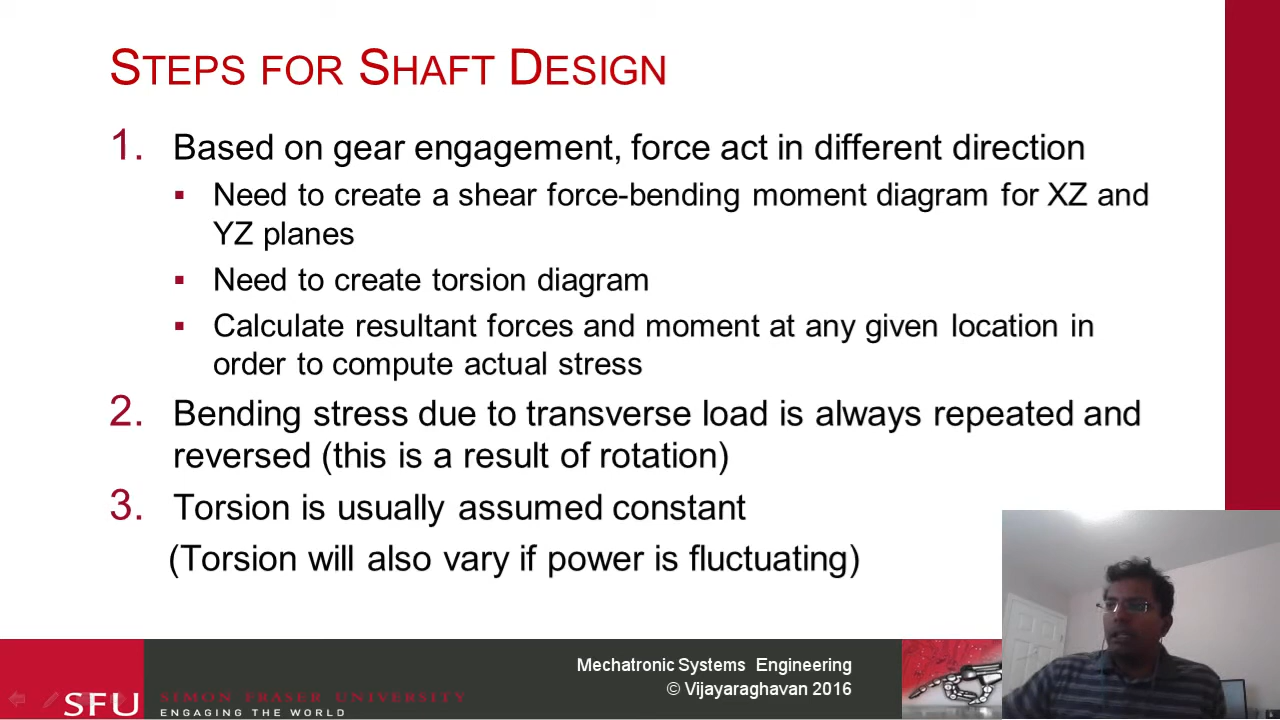 STEPS FOR SHAFT DESIGN
1. Based on gear engagement, force act in different direction
▪ Need to create a shear force-bending moment diagram for XZ and
YZ planes
▪ Need to create torsion diagram
▪ Calculate resultant forces and moment at any given location in
order to compute actual stress
2. Bending stress due to transverse load is always repeated and
reversed (this is a result of rotation)
3. Torsion is usually assumed constant
(Torsion will also vary if power is fluctuating)
Mechatronic Systems Engineering
© Vijayaraghavan 2016
SFU
SIMON FRASER UNIVERSITY
ENGAGING THE WORLD